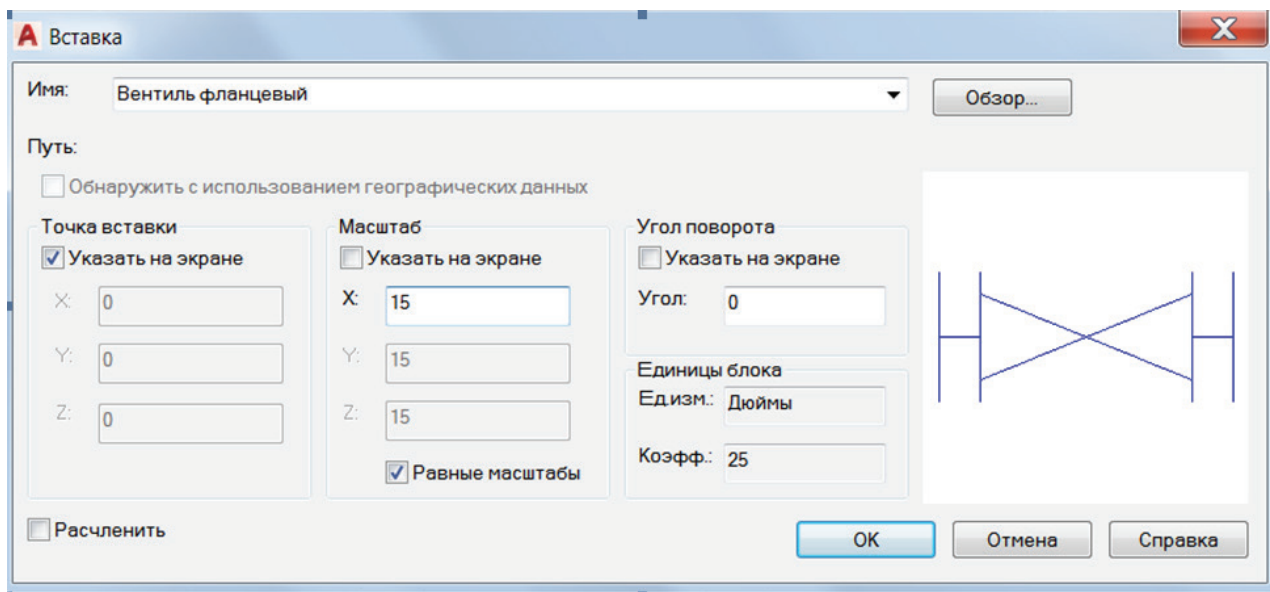 Вставка
Имя: Вентиль фланцевый Обзор...
Путь:
Обнаружить с использованием географических данных
Точка вставки
Указать на экране
X: 0
Y: 0
Z: 0
Масштаб
Указать на экране
X: 15
Y: 15
Z: 15
Равные масштабы
Угол поворота
Указать на экране
Угол: 0
Единицы блока
Ед.изм.: Дюймы
Коэфф.: 25
Расчленить
OK Отмена Справка